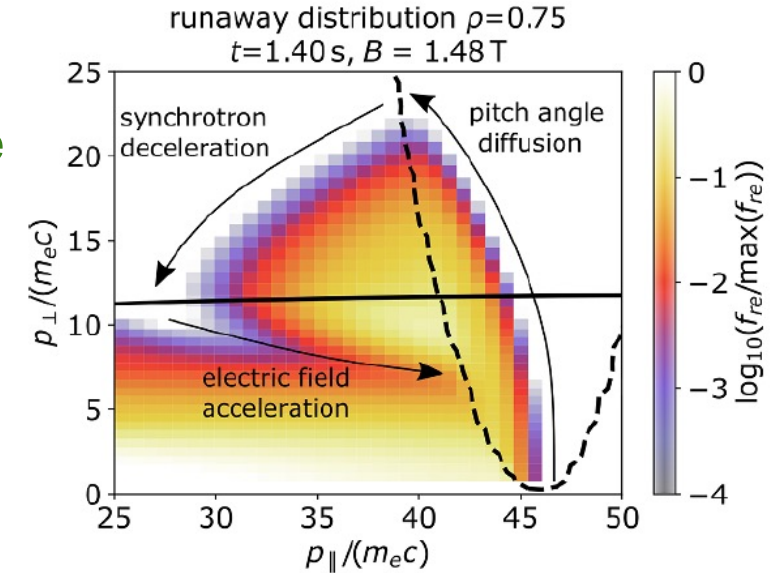 runaway distribution ρ=0.75
t=1.40 s, B = 1.48 T
e
25
20
15
10
5
0
p⊥/(mₑc)
synchrotron
deceleration
pitch angle
diffusion
electric field
acceleration
25
30
35
40
45
50
p∥/(mₑc)
0
−1
−2
−3
−4
log₁₀(fᵣₑ/max(fᵣₑ))